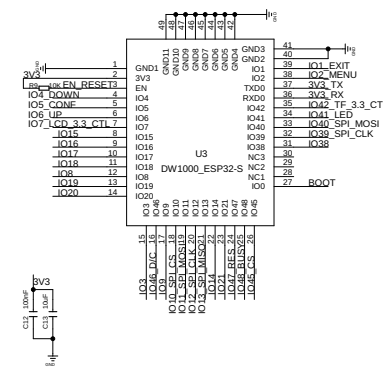 49 48 47 46 45 44 43 42
GND
GND11 GND10 GND9 GND8 GND7 GND6 GND5 GND4
GND 1 GND1
3V3 2 3V3
R9 10K EN_RESET 3 EN
IO4_DOWN 4 IO4
IO5_CONF 5 IO5
IO6_UP 6 IO6
IO7_LCD_3.3_CTL 7 IO7
IO15 8 IO15
IO16 9 IO16
IO17 10 IO17
IO18 11 IO18
IO8 12 IO8
IO19 13 IO19
IO20 14 IO20
U3
DW1000_ESP32-S
GND3 41 GND
GND2 40
IO1 39 IO1_EXIT
IO2 38 IO2_MENU
TXD0 37 3V3_TX
RXD0 36 3V3_RX
IO42 35 IO42_TF_3.3_CT
IO41 34 IO41_LED
IO40 33 IO40_SPI_MOSI
IO39 32 IO39_SPI_CLK
IO38 31 IO38
NC3 30
NC2 29
NC1 28
IO0 27 BOOT
IO3 IO46 IO9 IO10 IO11 IO12 IO13 IO14 IO21 IO47 IO48 IO45
15 16 17 18 19 20 21 22 23 24 25 26
IO3
IO46_D/C
IO9
IO10_SPI_CS
IO11_SPI_MOSI
IO12_SPI_CLK
IO13_SPI_MISO
IO14
IO21
IO47_RES
IO48_BUSY
IO45_CS
3V3
100nF 10uF
C12 C13
GND